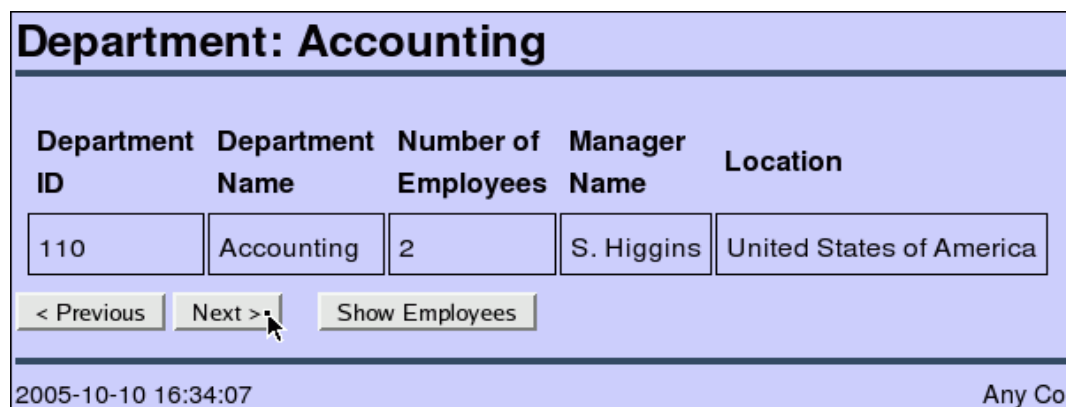 Department: Accounting
Department ID Department Name Number of Employees Manager Name Location
110 Accounting 2 S. Higgins United States of America
< Previous Next > Show Employees
2005-10-10 16:34:07 Any Co